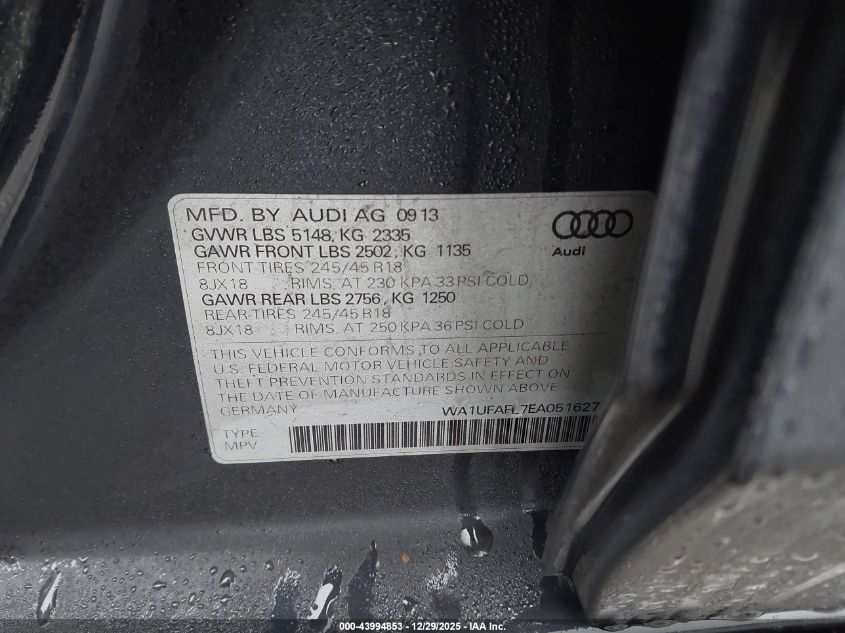 MFD. BY AUDI AG 09 13
GVWR LBS 5148, KG 2335
GAWR FRONT LBS 2502, KG 1135
FRONT TIRES 245/45 R18
8JX18 RIMS, AT 230 KPA 33 PSI COLD
GAWR REAR LBS 2756, KG 1250
REAR TIRES 245/45 R18
8JX18 RIMS, AT 250 KPA 36 PSI COLD
Audi
THIS VEHICLE CONFORMS TO ALL APPLICABLE
U.S. FEDERAL MOTOR VEHICLE SAFETY AND
THEFT PREVENTION STANDARDS IN EFFECT ON
THE DATE OF MANUFACTURE SHOWN ABOVE
GERMANY WA1UFAFL7EA051627
TYPE
MPV
000-43994853 - 12/29/2025 - IAA Inc.